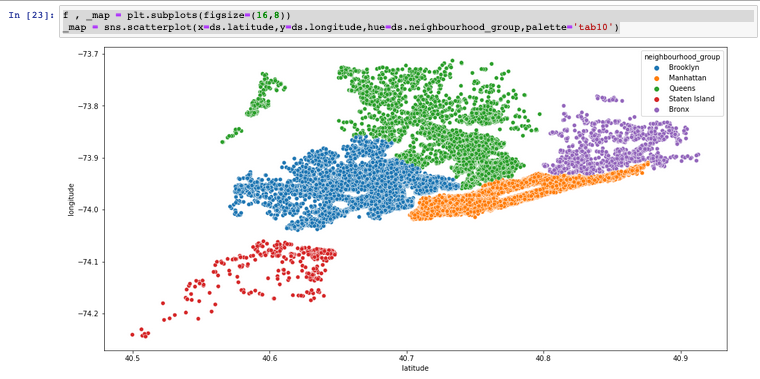 In [23]: f , _map = plt.subplots(figsize=(16,8))
_map = sns.scatterplot(x=ds.latitude,y=ds.longitude,hue=ds.neighbourhood_group,palette='tab10')
neighbourhood_group
Brooklyn
Manhattan
Queens
Staten Island
Bronx
−73.7
−73.8
−73.9
−74.0
−74.1
−74.2
longitude
40.5 40.6 40.7 40.8 40.9
latitude